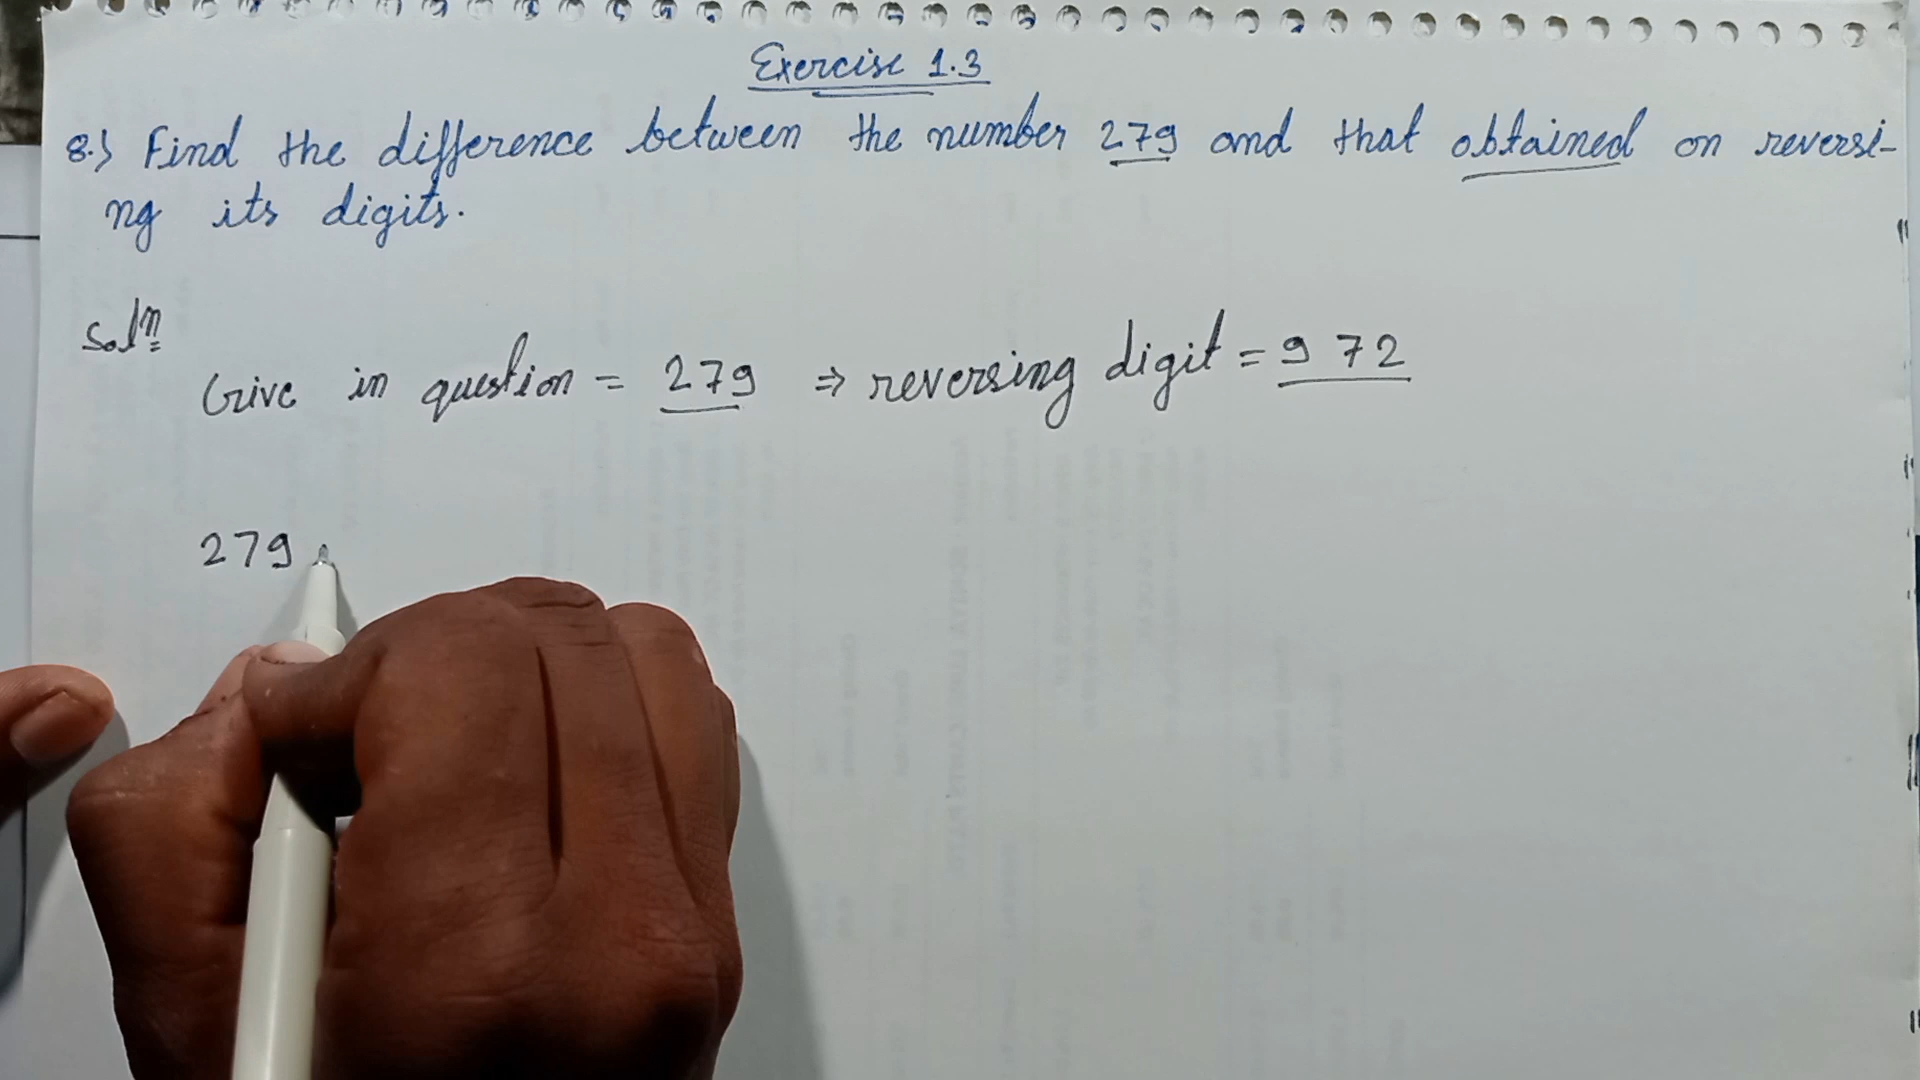 Exercise 1.3
8.) Find the difference between the number 279 and that obtained on reversi-
ng its digits.
Solⁿ
Give in question = 279 ⇒ reversing digit = 972
279